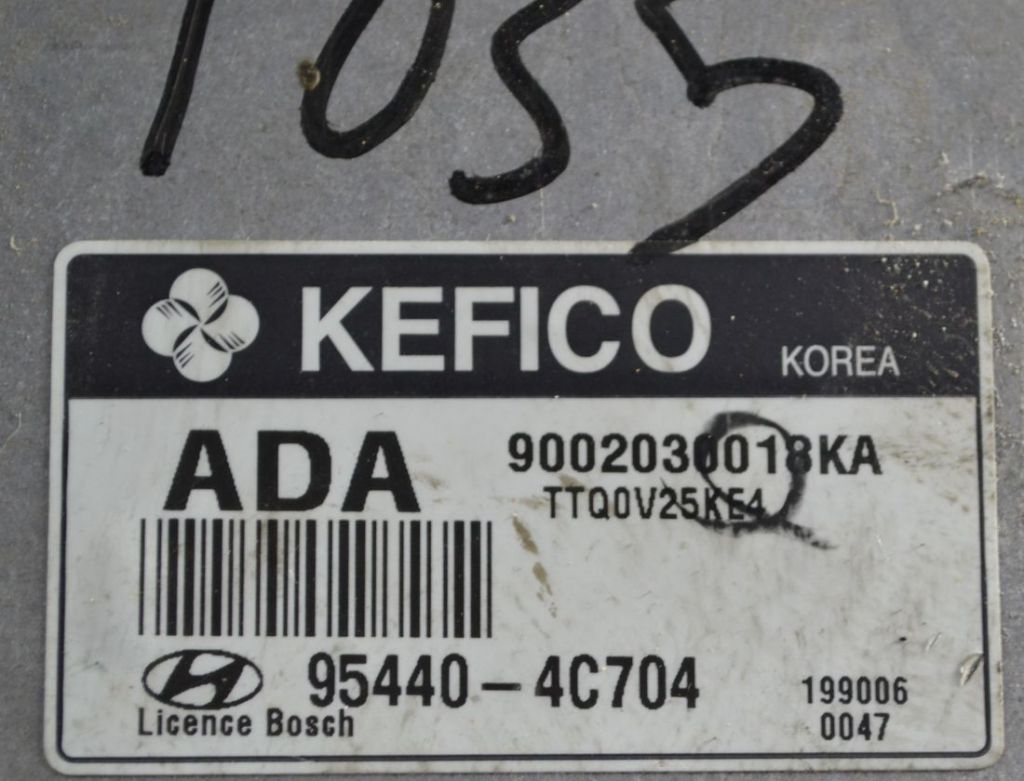 1055
KEFICO
KOREA
ADA
9002030018KA
TTQ0V25KE4
95440-4C704
199006
Licence Bosch
0047